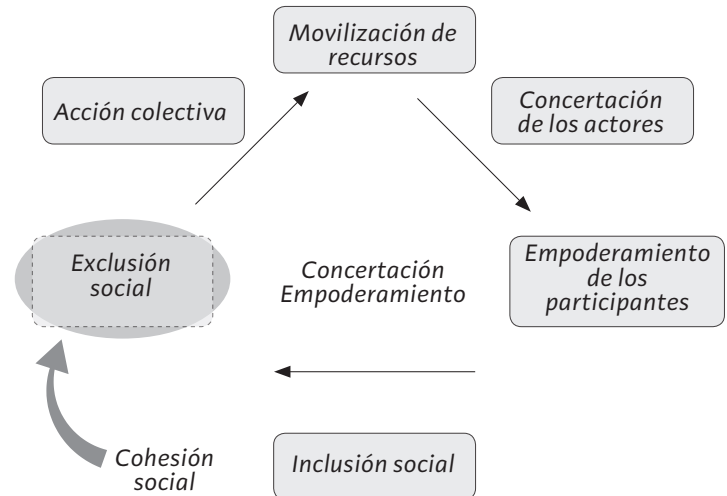 Movilización de
recursos
Acción colectiva
Concertación
de los actores
Exclusión
social
Concertación
Empoderamiento
Empoderamiento
de los
participantes
Cohesión
social
Inclusión social